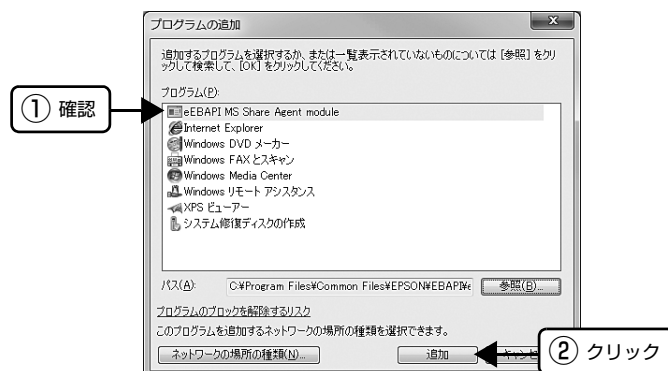 プログラムの追加
x
追加するプログラムを選択するか、または一覧表示されていないものについては [参照] をクリ
ックして検索して、[OK] をクリックしてください。
プログラム(P):
① 確認
eEBAPI MS Share Agent module
Internet Explorer
Windows DVD メーカー
Windows FAX とスキャン
Windows Media Center
Windows リモート アシスタンス
XPS ビューアー
システム修復ディスクの作成
パス(A): C:¥Program Files¥Common Files¥EPSON¥EBAPI¥e 参照(B)...
プログラムのブロックを解除するリスク
このプログラムを追加するネットワークの場所の種類を選択できます。
ネットワークの場所の種類(N)... 追加
② クリック